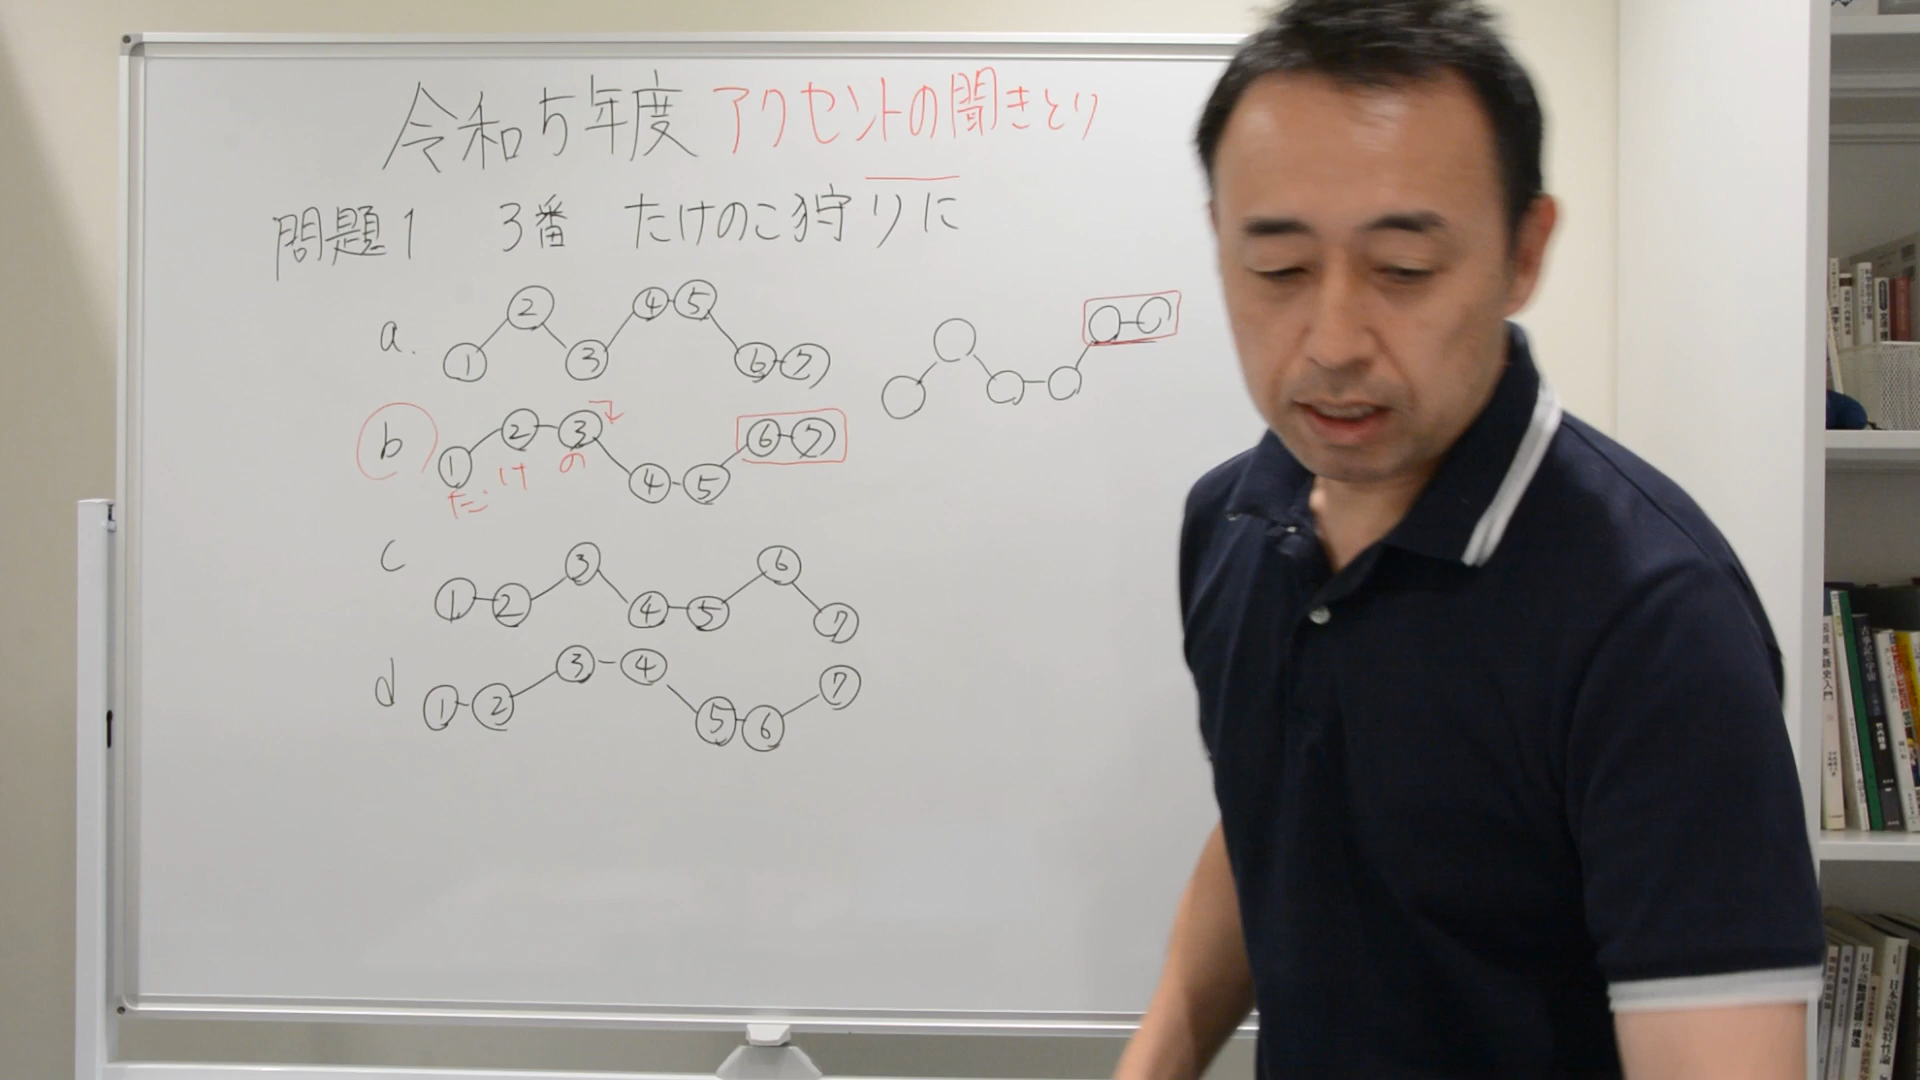 令和5年度 アクセントの聞きとり
問題1 3番 たけのこ狩りに
a. ① ② ③ ④ ⑤ ⑥ ⑦
b ① ② ③ ④ ⑤ ⑥ ⑦
た け の
c ① ② ③ ④ ⑤ ⑥ ⑦
d ① ② ③ ④ ⑤ ⑥ ⑦